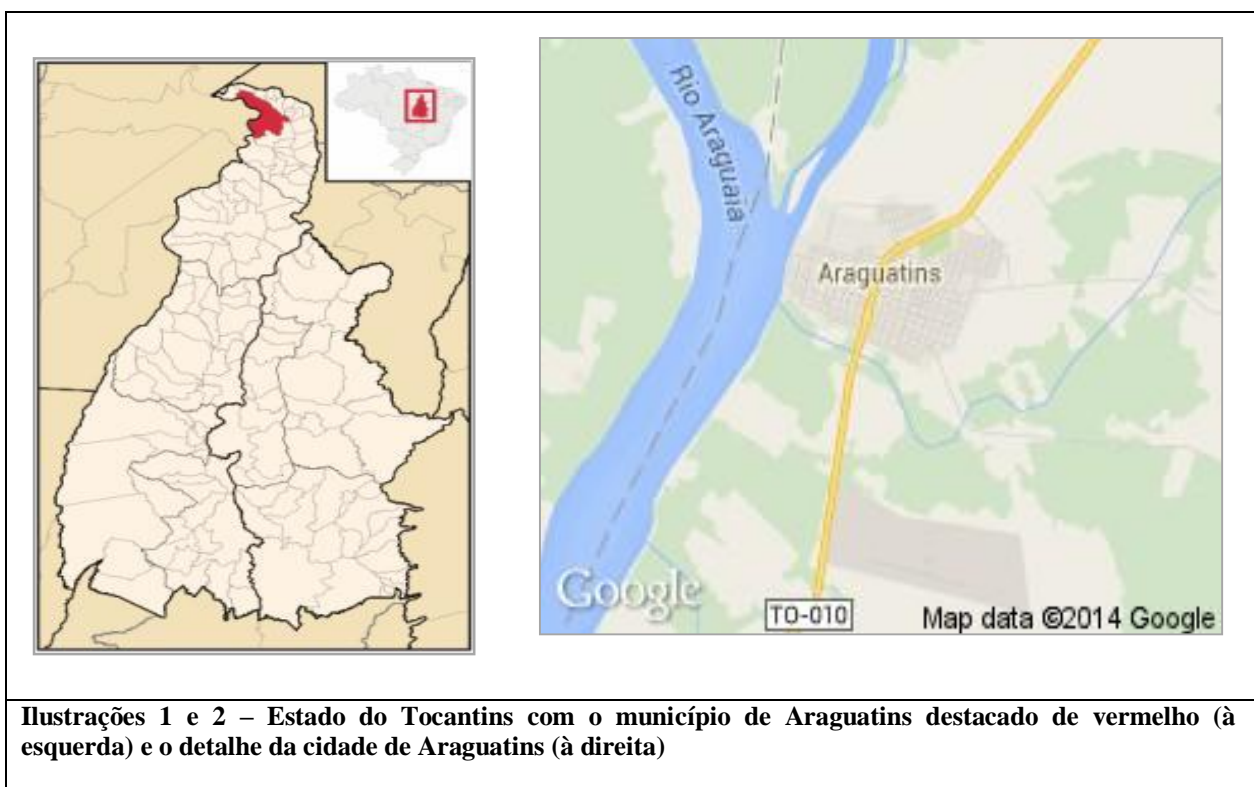 Rio Araguaia
Araguatins
Google
TO-010
Map data ©2014 Google
Ilustrações 1 e 2 – Estado do Tocantins com o município de Araguatins destacado de vermelho (à
esquerda) e o detalhe da cidade de Araguatins (à direita)